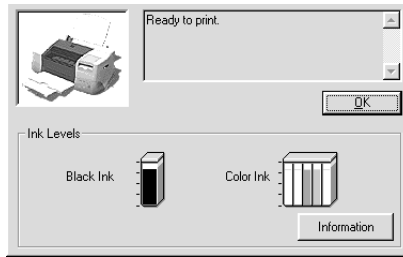 Ready to print.
OK
Ink Levels
Black Ink
Color Ink
Information